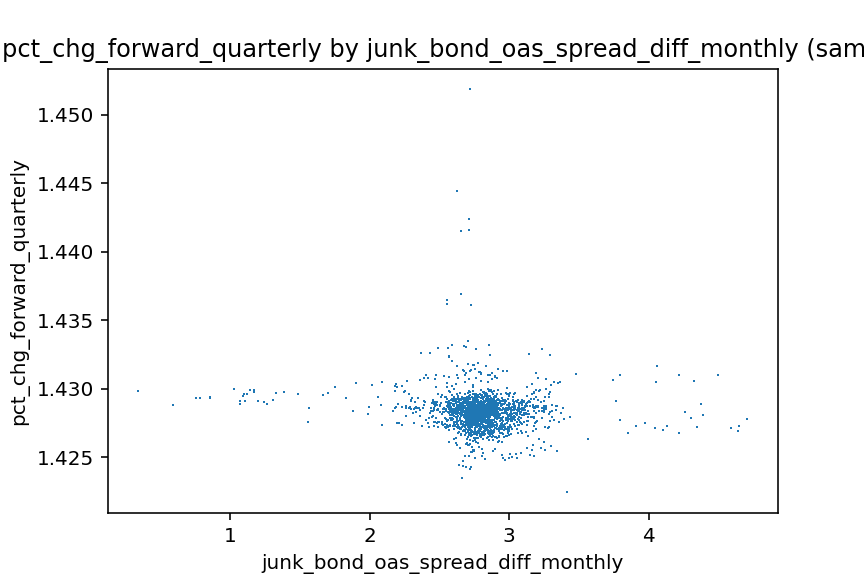 pct_chg_forward_quarterly by junk_bond_oas_spread_diff_monthly (sam
1.450
1.445
1.440
1.435
1.430
1.425
pct_chg_forward_quarterly
1 2 3 4
junk_bond_oas_spread_diff_monthly